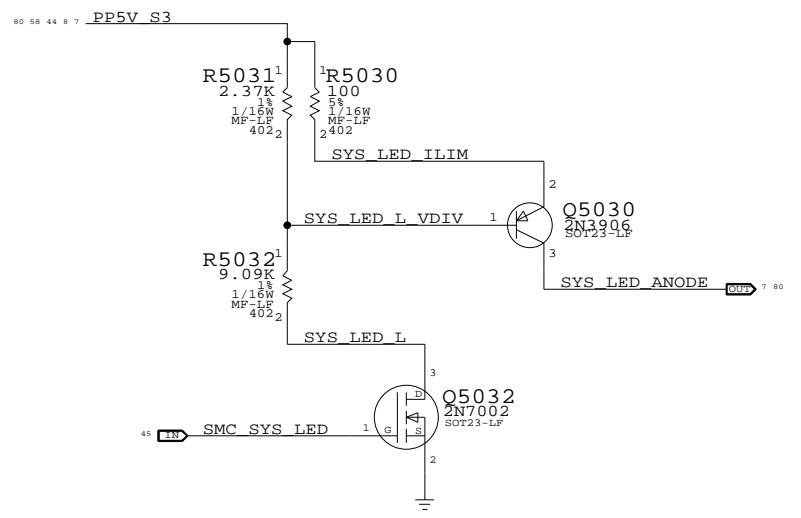 80 58 44 8 7 PP5V_S3
1 1
R5031 R5030
2.37K 100
1% 5%
1/16W 1/16W
MF-LF MF-LF
402 2 2 402
SYS_LED_ILIM
2
Q5030
2N3906
SOT23-LF
SYS_LED_L_VDIV 1
3
1
R5032
9.09K
1%
1/16W
MF-LF
402 2
SYS_LED_ANODE OUT 7 80
SYS_LED_L
3
D
Q5032
2N7002
SOT23-LF
45 IN SMC_SYS_LED 1 G S
2